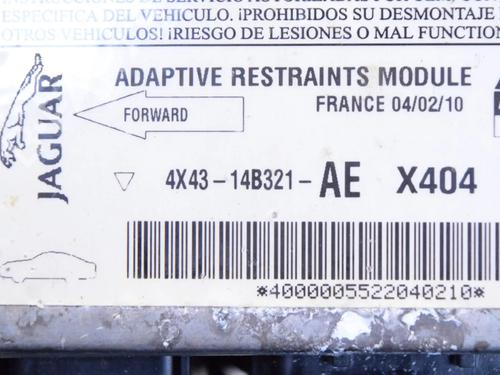 ESPECIFICA DEL VEHICULO. ¡PROHIBIDOS SU DESMONTAJE
OTROS VEHICULOS! ¡RIESGO DE LESIONES O MAL FUNCTION
ADAPTIVE RESTRAINTS MODULE
FRANCE 04/02/10
FORWARD
JAGUAR
4X43-14B321-AE X404
*4000005522040210*